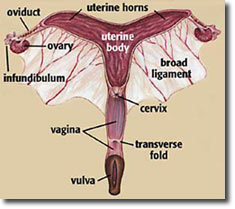 oviduct
uterine horns
ovary
uterine
body
infundibulum
broad
ligament
cervix
vagina
transverse
fold
vulva